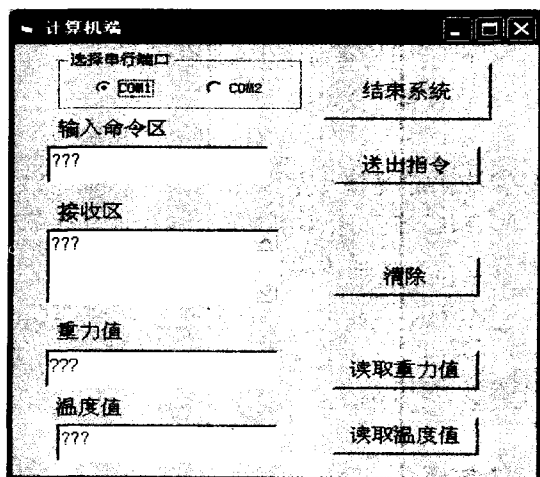 计算机端
选择串行端口
COM1 COM2
结束系统
输入命令区
???
送出指令
接收区
???
清除
重力值
???
读取重力值
温度值
???
读取温度值